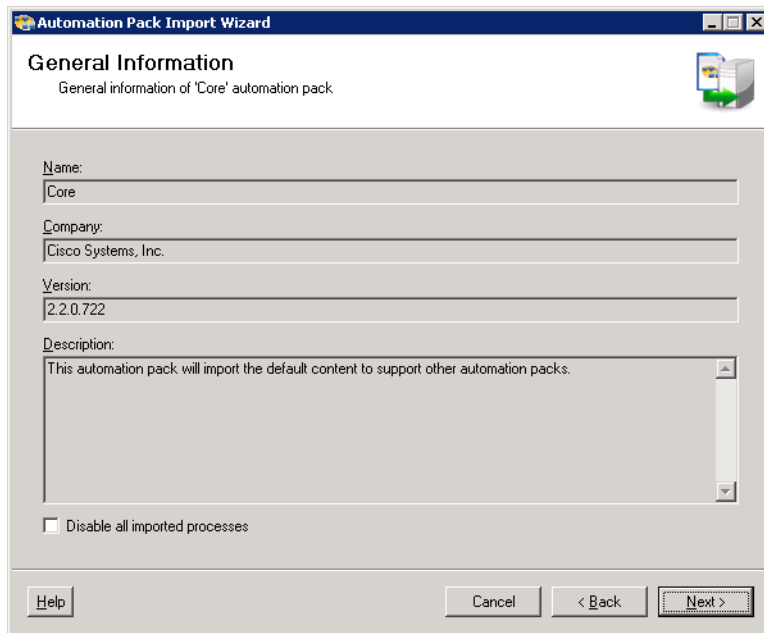 Automation Pack Import Wizard
General Information
General information of 'Core' automation pack
Name:
Core
Company:
Cisco Systems, Inc.
Version:
2.2.0.722
Description:
This automation pack will import the default content to support other automation packs.
Disable all imported processes
Help
Cancel
< Back
Next >